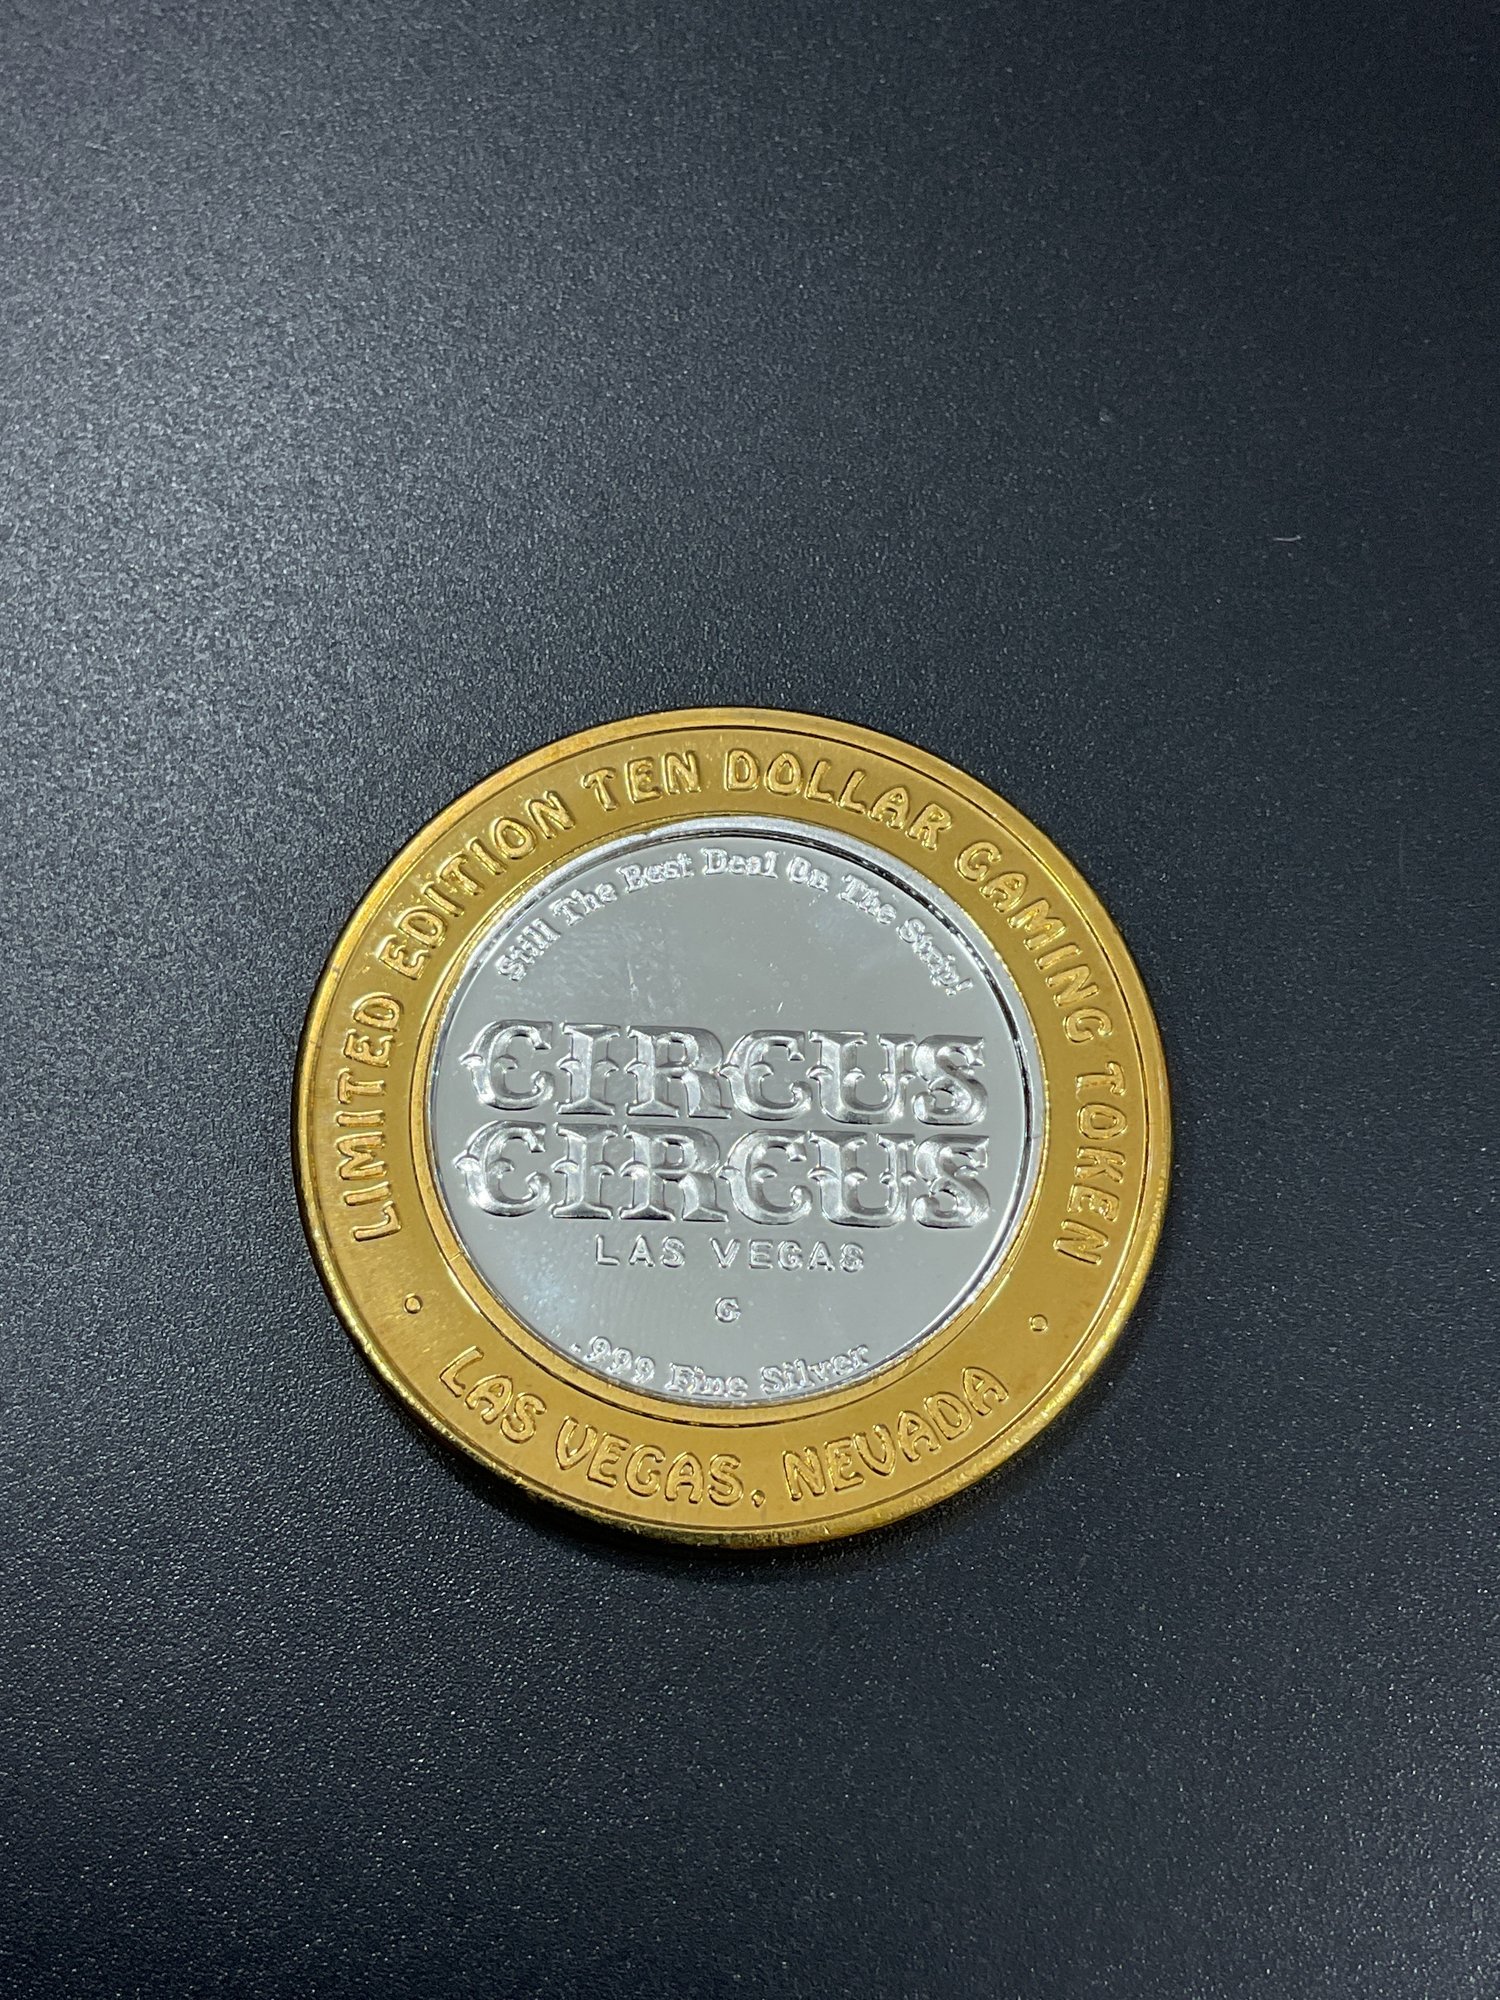 LIMITED EDITION TEN DOLLAR GAMING TOKEN
Still The Best Deal On The Strip!
CIRCUS
CIRCUS
LAS VEGAS
G
.999 Fine Silver
LAS VEGAS, NEVADA